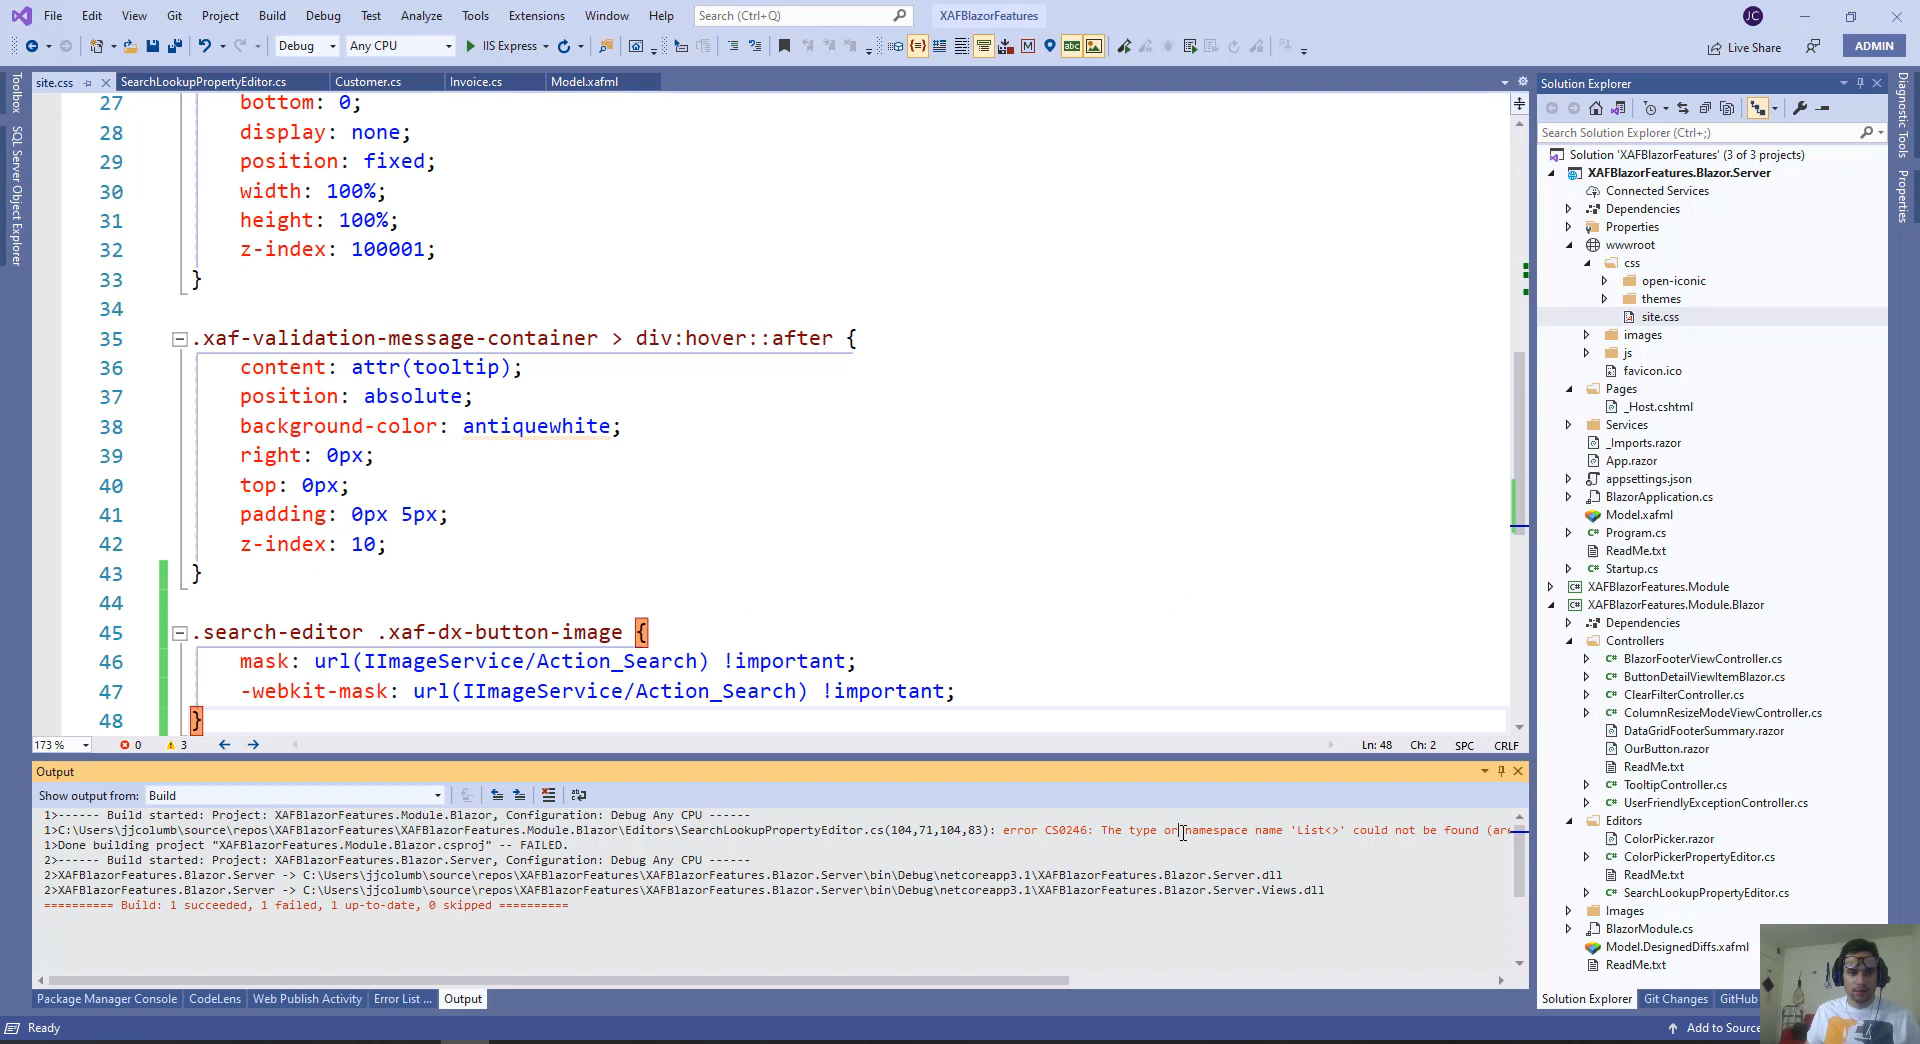 File Edit View Git Project Build Debug Test Analyze Tools Extensions Window Help Search (Ctrl+Q) XAFBlazorFeatures JC
Debug Any CPU IIS Express Live Share ADMIN
site.css SearchLookupPropertyEditor.cs Customer.cs Invoice.cs Model.xafml
Toolbox
SQL Server Object Explorer
27 bottom: 0;
28 display: none;
29 position: fixed;
30 width: 100%;
31 height: 100%;
32 z-index: 100001;
33 }
34
35 .xaf-validation-message-container > div:hover::after {
36 content: attr(tooltip);
37 position: absolute;
38 background-color: antiquewhite;
39 right: 0px;
40 top: 0px;
41 padding: 0px 5px;
42 z-index: 10;
43 }
44
45 .search-editor .xaf-dx-button-image {
46 mask: url(IImageService/Action_Search) !important;
47 -webkit-mask: url(IImageService/Action_Search) !important;
48 }
173 % 0 3 Ln: 48 Ch: 2 SPC CRLF
Output
Show output from: Build
1>------ Build started: Project: XAFBlazorFeatures.Module.Blazor, Configuration: Debug Any CPU ------
1>C:\Users\jjcolumb\source\repos\XAFBlazorFeatures\XAFBlazorFeatures.Module.Blazor\Editors\SearchLookupPropertyEditor.cs(104,71,104,83): error CS0246: The type or namespace name 'List<>' could not be found (are
1>Done building project "XAFBlazorFeatures.Module.Blazor.csproj" -- FAILED.
2>------ Build started: Project: XAFBlazorFeatures.Blazor.Server, Configuration: Debug Any CPU ------
2>XAFBlazorFeatures.Blazor.Server -> C:\Users\jjcolumb\source\repos\XAFBlazorFeatures\XAFBlazorFeatures.Blazor.Server\bin\Debug\netcoreapp3.1\XAFBlazorFeatures.Blazor.Server.dll
2>XAFBlazorFeatures.Blazor.Server -> C:\Users\jjcolumb\source\repos\XAFBlazorFeatures\XAFBlazorFeatures.Blazor.Server\bin\Debug\netcoreapp3.1\XAFBlazorFeatures.Blazor.Server.Views.dll
========== Build: 1 succeeded, 1 failed, 1 up-to-date, 0 skipped ==========
Package Manager Console CodeLens Web Publish Activity Error List ... Output
Ready
Solution Explorer
Search Solution Explorer (Ctrl+;)
Solution 'XAFBlazorFeatures' (3 of 3 projects)
XAFBlazorFeatures.Blazor.Server
Connected Services
Dependencies
Properties
wwwroot
css
open-iconic
themes
site.css
images
js
favicon.ico
Pages
_Host.cshtml
Services
_Imports.razor
App.razor
appsettings.json
BlazorApplication.cs
Model.xafml
Program.cs
ReadMe.txt
Startup.cs
XAFBlazorFeatures.Module
XAFBlazorFeatures.Module.Blazor
Dependencies
Controllers
BlazorFooterViewController.cs
ButtonDetailViewItemBlazor.cs
ClearFilterController.cs
ColumnResizeModeViewController.cs
DataGridFooterSummary.razor
OurButton.razor
ReadMe.txt
TooltipController.cs
UserFriendlyExceptionController.cs
Editors
ColorPicker.razor
ColorPickerPropertyEditor.cs
ReadMe.txt
SearchLookupPropertyEditor.cs
Images
BlazorModule.cs
Model.DesignedDiffs.xafml
ReadMe.txt
Solution Explorer Git Changes GitHub
Add to Source
Diagnostic Tools
Properties